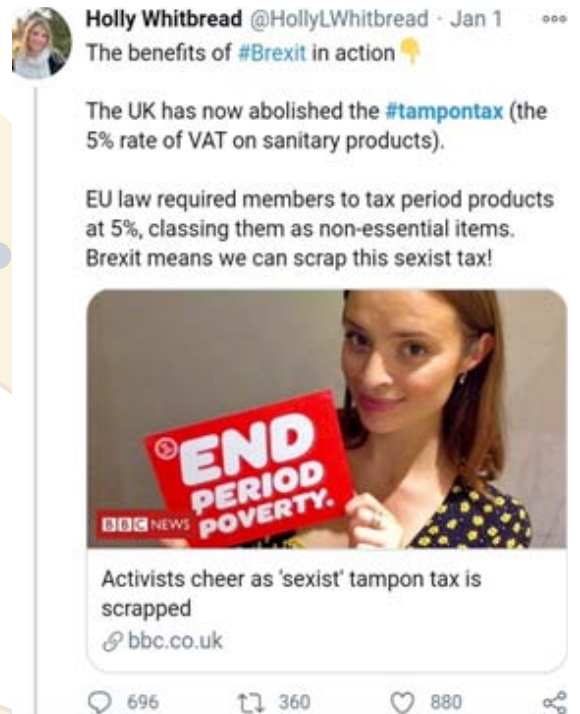 Holly Whitbread @HollyLWhitbread · Jan 1
The benefits of #Brexit in action
The UK has now abolished the #tampontax (the
5% rate of VAT on sanitary products).
EU law required members to tax period products
at 5%, classing them as non-essential items.
Brexit means we can scrap this sexist tax!
END
PERIOD
POVERTY.
BBC NEWS
Activists cheer as 'sexist' tampon tax is
scrapped
bbc.co.uk
696 360 880